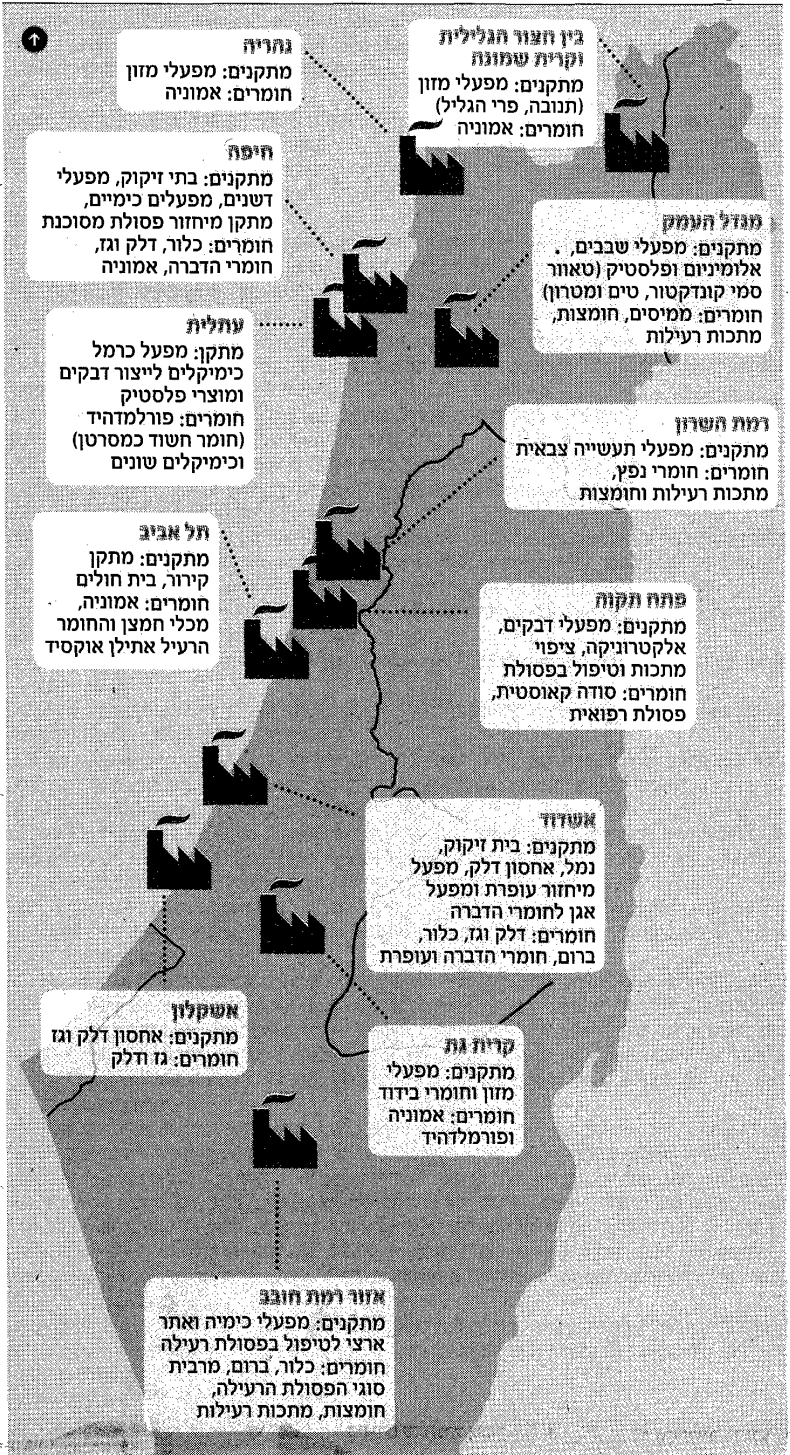 נהריה
מתקנים: מפעלי מזון
חומרים: אמוניה
בין חצור הגלילית
וקרית שמונה
מתקנים: מפעלי מזון
(תנובה, פרי הגליל)
חומרים: אמוניה
חיפה
מתקנים: בתי זיקוק, מפעלי
דשנים, מפעלים כימיים,
מתקן מיחזור פסולת מסוכנת
חומרים: כלור, דלק וגז,
חומרי הדברה, אמוניה
מגדל העמק
מתקנים: מפעלי שבבים,
אלומיניום ופלסטיק (טאוור
סמי קונדקטור, טים ומטרון)
חומרים: ממיסים, חומצות,
מתכות רעילות
עתלית
מתקן: מפעל כרמל
כימיקלים לייצור דבקים
ומוצרי פלסטיק
חומרים: פורלמדהיד
(חומר חשוד כמסרטן)
וכימיקלים שונים
רמת השרון
מתקנים: מפעלי תעשייה צבאית
חומרים: חומרי נפץ,
מתכות רעילות וחומצות
תל אביב
מתקנים: מתקן
קירור, בית חולים
חומרים: אמוניה,
מכלי חמצן והחומר
הרעיל אתילן אוקסיד
פתח תקוה
מתקנים: מפעלי דבקים,
אלקטרוניקה, ציפוי
מתכות וטיפול בפסולת
חומרים: סודה קאוסטית,
פסולת רפואית
אשדוד
מתקנים: בית זיקוק,
נמל, אחסון דלק, מפעל
מיחזור עופרת ומפעל
אגן לחומרי הדברה
חומרים: דלק וגז, כלור,
ברום, חומרי הדברה ועופרת
אשקלון
מתקנים: אחסון דלק וגז
חומרים: גז ודלק
קרית גת
מתקנים: מפעלי
מזון וחומרי בידוד
חומרים: אמוניה
ופורמלדהיד
אזור רמת חובב
מתקנים: מפעלי כימיה ואתר
ארצי לטיפול בפסולת רעילה
חומרים: כלור, ברום, מרבית
סוגי הפסולת הרעילה,
חומצות, מתכות רעילות